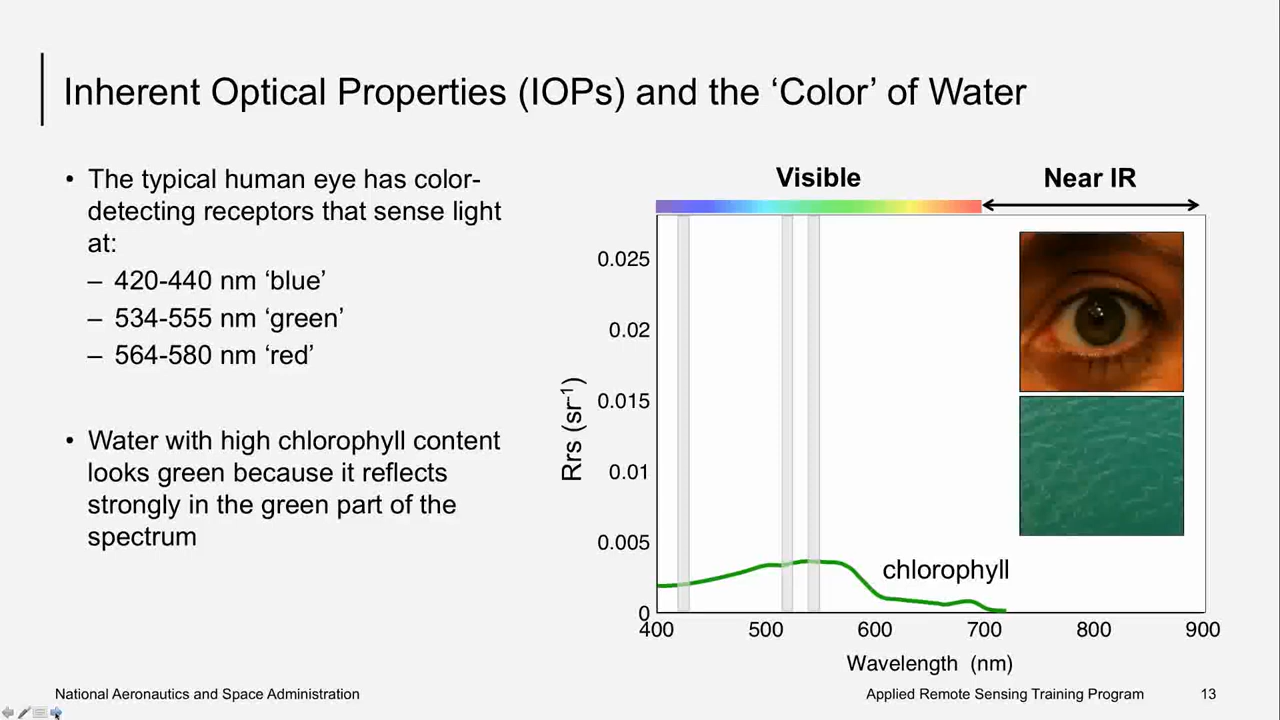 Inherent Optical Properties (IOPs) and the ‘Color’ of Water
• The typical human eye has color-
detecting receptors that sense light
at:
– 420-440 nm ‘blue’
– 534-555 nm ‘green’
– 564-580 nm ‘red’
• Water with high chlorophyll content
looks green because it reflects
strongly in the green part of the
spectrum
Visible
Near IR
Rrs (sr⁻¹)
0.025
0.02
0.015
0.01
0.005
0
chlorophyll
400 500 600 700 800 900
Wavelength (nm)
National Aeronautics and Space Administration
Applied Remote Sensing Training Program
13